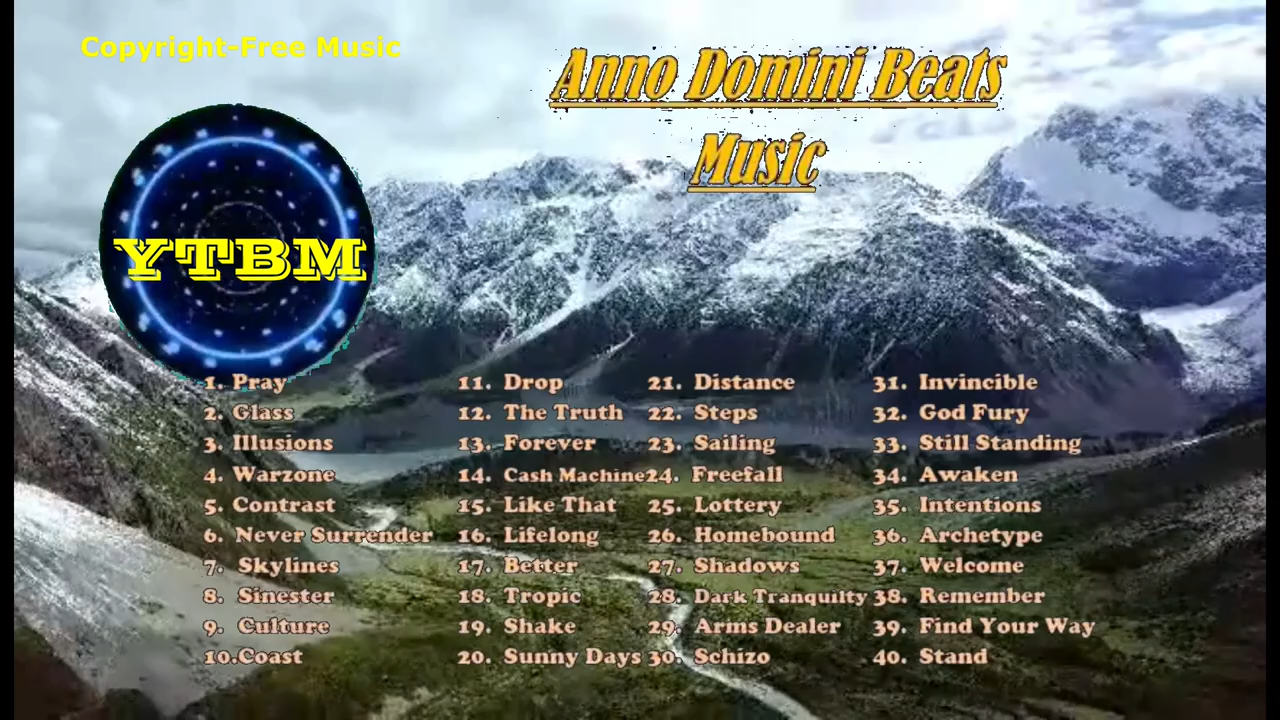 Copyright-Free Music
Anno Domini Beats
Music
YTBM
1. Pray
2. Glass
3. Illusions
4. Warzone
5. Contrast
6. Never Surrender
7. Skylines
8. Sinester
9. Culture
10.Coast
11. Drop
12. The Truth
13. Forever
14. Cash Machine
15. Like That
16. Lifelong
17. Better
18. Tropic
19. Shake
20. Sunny Days
21. Distance
22. Steps
23. Sailing
24. Freefall
25. Lottery
26. Homebound
27. Shadows
28. Dark Tranquilty
29. Arms Dealer
30. Schizo
31. Invincible
32. God Fury
33. Still Standing
34. Awaken
35. Intentions
36. Archetype
37. Welcome
38. Remember
39. Find Your Way
40. Stand